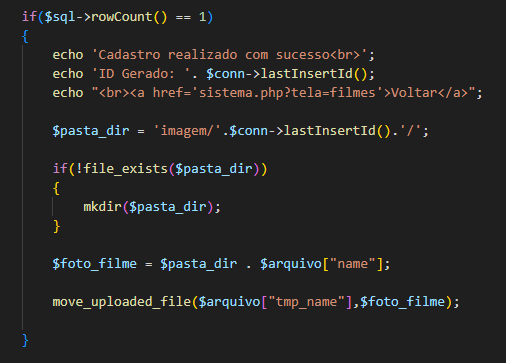 if($sql->rowCount() == 1)
{
echo 'Cadastro realizado com sucesso<br>';
echo 'ID Gerado: '. $conn->lastInsertId();
echo "<br><a href='sistema.php?tela=filmes'>Voltar</a>";
$pasta_dir = 'imagem/'.$conn->lastInsertId().'/';
if(!file_exists($pasta_dir))
{
mkdir($pasta_dir);
}
$foto_filme = $pasta_dir . $arquivo["name"];
move_uploaded_file($arquivo["tmp_name"],$foto_filme);
}